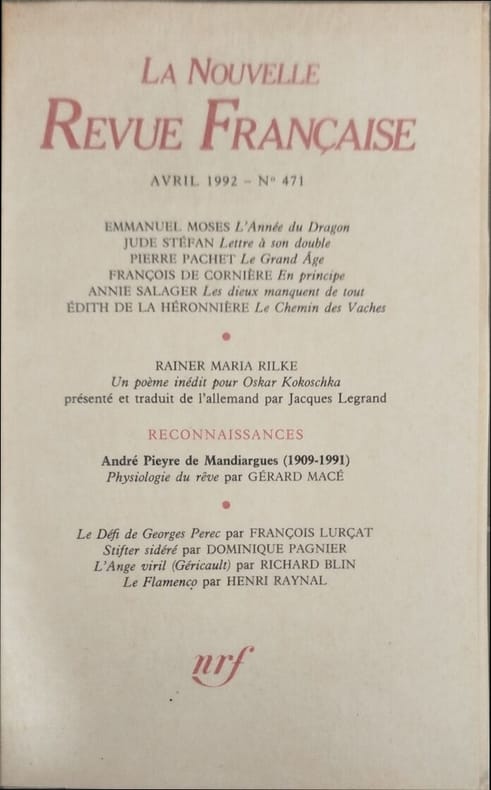 LA NOUVELLE
REVUE FRANÇAISE
AVRIL 1992 – N° 471
EMMANUEL MOSES L'Année du Dragon
JUDE STÉFAN Lettre à son double
PIERRE PACHET Le Grand Âge
FRANÇOIS DE CORNIÈRE En principe
ANNIE SALAGER Les dieux manquent de tout
ÉDITH DE LA HÉRONNIÈRE Le Chemin des Vaches
RAINER MARIA RILKE
Un poème inédit pour Oskar Kokoschka
présenté et traduit de l'allemand par Jacques Legrand
RECONNAISSANCES
André Pieyre de Mandiargues (1909-1991)
Physiologie du rêve par GÉRARD MACÉ
Le Défi de Georges Perec par FRANÇOIS LURÇAT
Stifter sidéré par DOMINIQUE PAGNIER
L'Ange viril (Géricault) par RICHARD BLIN
Le Flamenco par HENRI RAYNAL
nrf